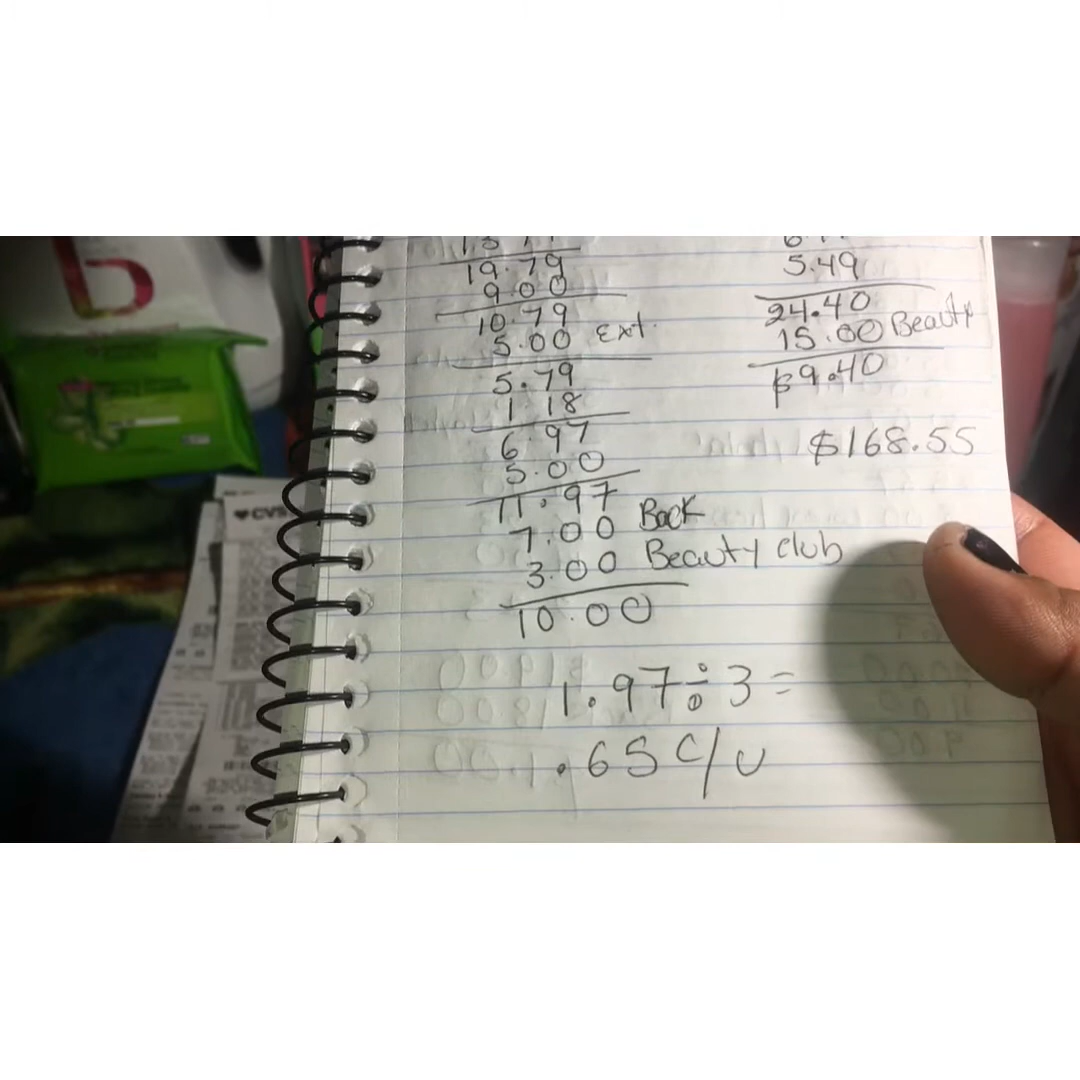 19.79
9.00
10.79
5.00 Ext.
5.79
1.18
6.97
5.00
11.97
7.00 Back
3.00 Beauty club
10.00
1.97÷3=
.65 c/u
5.49
24.40
15.00 Beauty
$9.40
$168.55
CVS